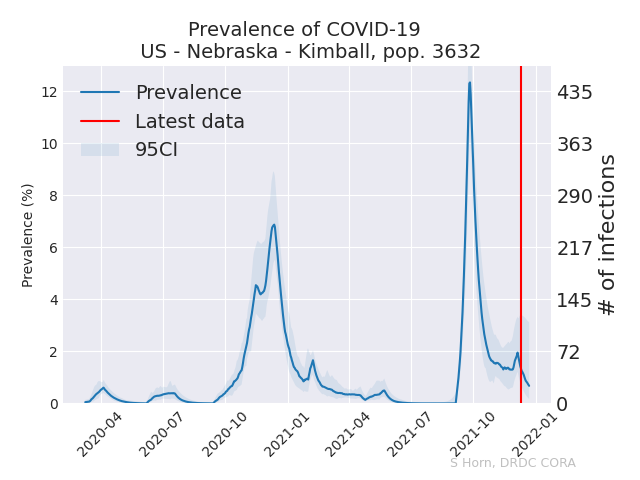 Prevalence of COVID-19
US - Nebraska - Kimball, pop. 3632
Prevalence
Latest data
95CI
Prevalence (%)
12
10
8
6
4
2
0
435
363
290
217
145
72
0
# of infections
2020-04
2020-07
2020-10
2021-01
2021-04
2021-07
2021-10
2022-01
S Horn, DRDC CORA